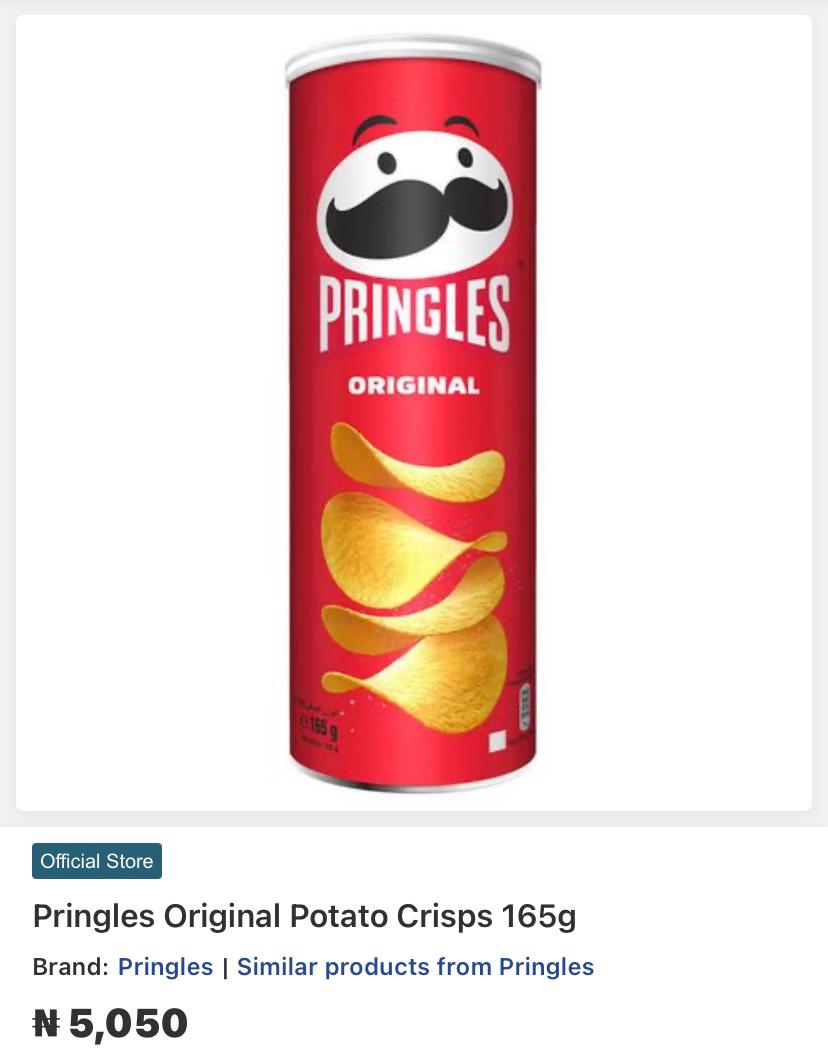 PRINGLES
ORIGINAL
e 165 g
Official Store
Pringles Original Potato Crisps 165g
Brand: Pringles | Similar products from Pringles
₦ 5,050